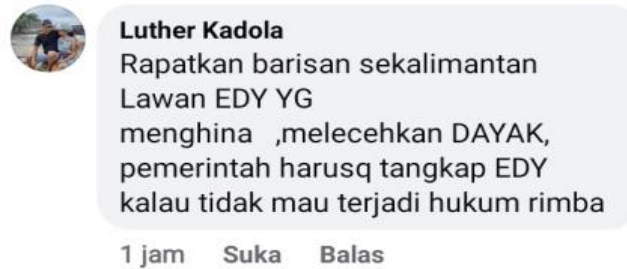 Luther Kadola
Rapatkan barisan sekalimantan
Lawan EDY YG
menghina ,melecehkan DAYAK,
pemerintah harusq tangkap EDY
kalau tidak mau terjadi hukum rimba
1 jam Suka Balas